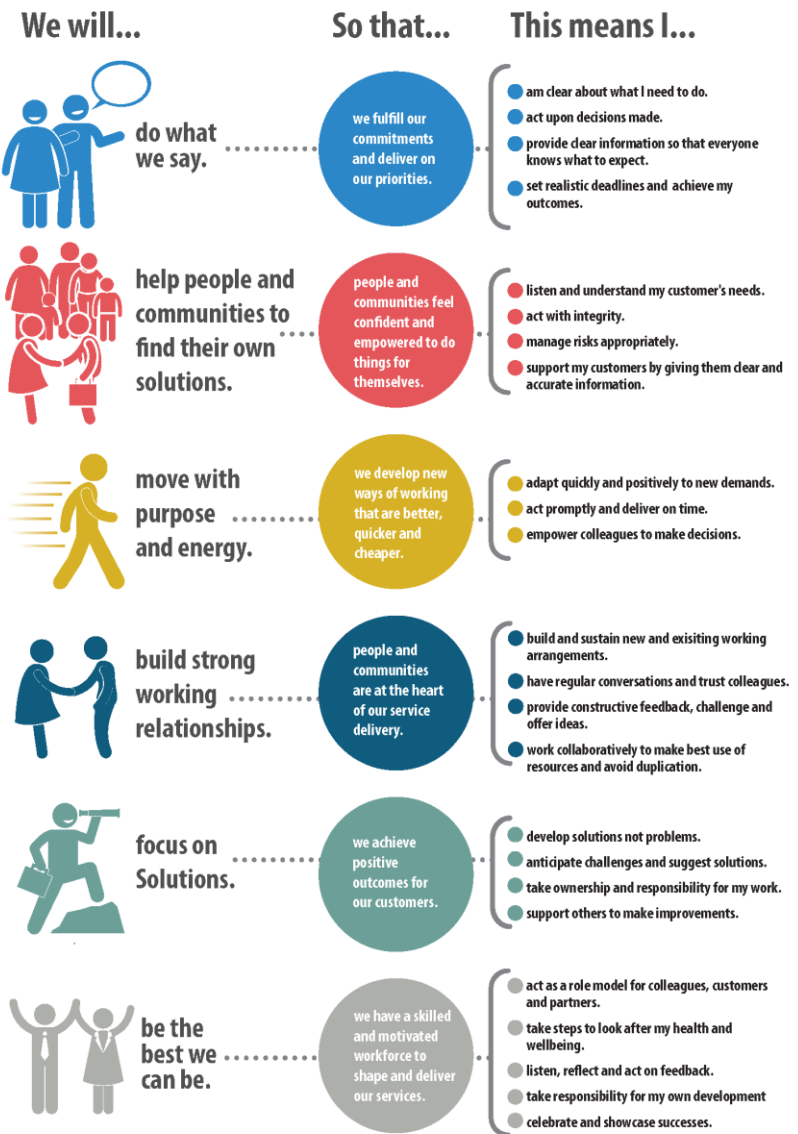 We will...
So that...
This means I...
do what
we say.
we fulfill our
commitments
and deliver on
our priorities.
am clear about what I need to do.
act upon decisions made.
provide clear information so that everyone
knows what to expect.
set realistic deadlines and achieve my
outcomes.
help people and
communities to
find their own
solutions.
people and
communities feel
confident and
empowered to do
things for
themselves.
listen and understand my customer's needs.
act with integrity.
manage risks appropriately.
support my customers by giving them clear and
accurate information.
move with
purpose
and energy.
we develop new
ways of working
that are better,
quicker and
cheaper.
adapt quickly and positively to new demands.
act promptly and deliver on time.
empower colleagues to make decisions.
build strong
working
relationships.
people and
communities
are at the heart
of our service
delivery.
build and sustain new and exisiting working
arrangements.
have regular conversations and trust colleagues.
provide constructive feedback, challenge and
offer ideas.
work collaboratively to make best use of
resources and avoid duplication.
focus on
Solutions.
we achieve
positive
outcomes for
our customers.
develop solutions not problems.
anticipate challenges and suggest solutions.
take ownership and responsibility for my work.
support others to make improvements.
be the
best we
can be.
we have a skilled
and motivated
workforce to
shape and deliver
our services.
act as a role model for colleagues, customers
and partners.
take steps to look after my health and
wellbeing.
listen, reflect and act on feedback.
take responsibility for my own development
celebrate and showcase successes.